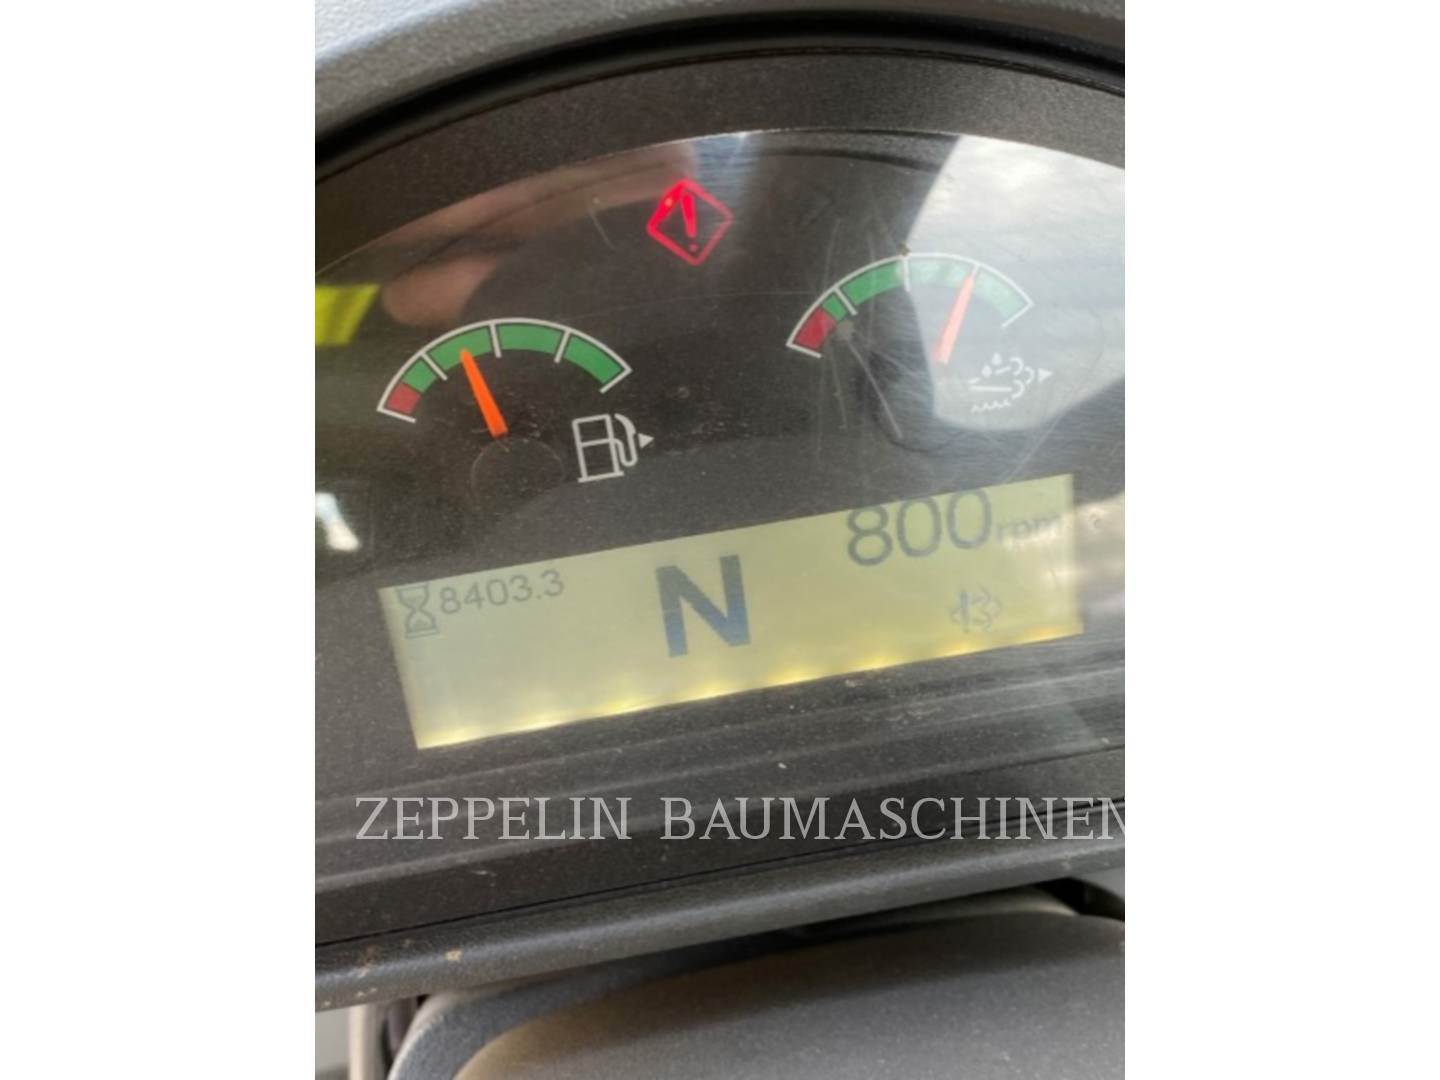 800rpm
8403.3
N
ZEPPELIN BAUMASCHINEN